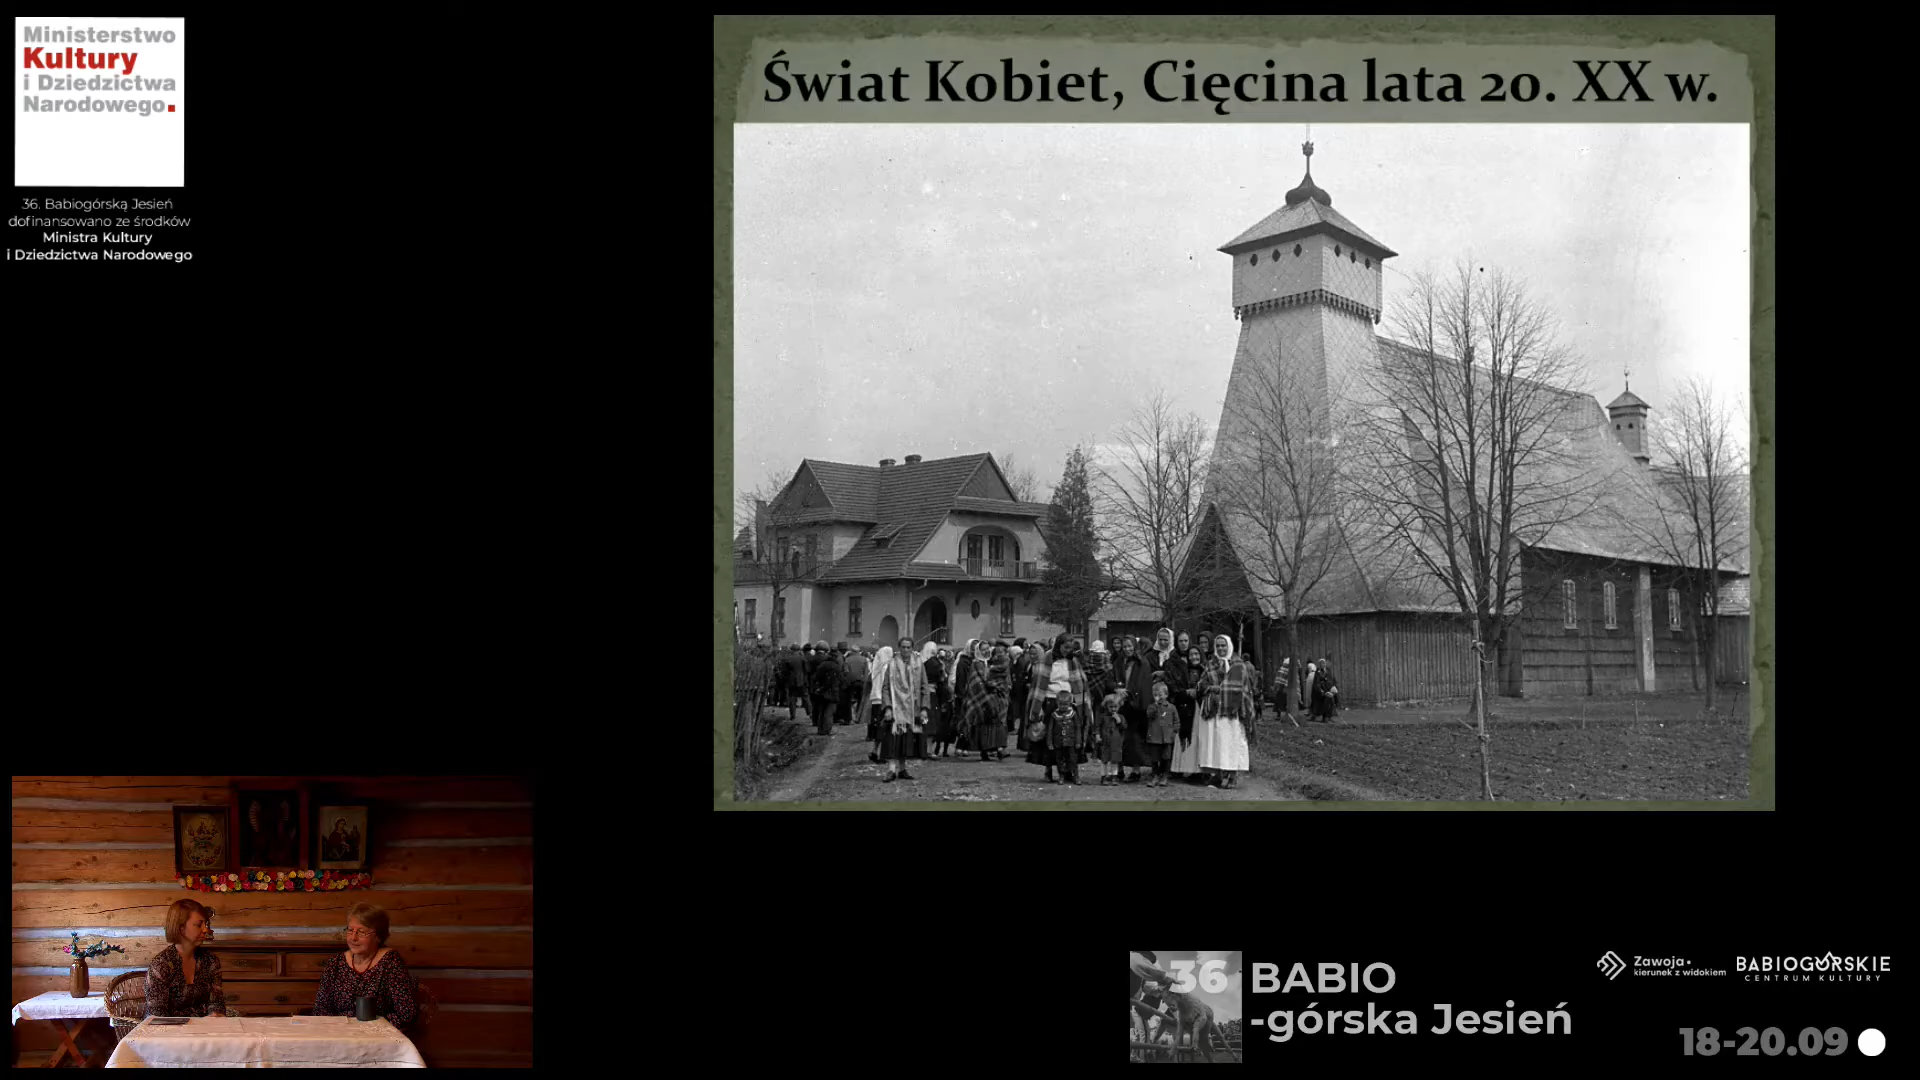 Ministerstwo
Kultury
i Dziedzictwa
Narodowego.
36. Babiogórską Jesień
dofinansowano ze środków
Ministra Kultury
i Dziedzictwa Narodowego
Świat Kobiet, Cięcina lata 20. XX w.
36 BABIO
-górska Jesień
Zawoja•
kierunek z widokiem
BABIOGÓRSKIE
CENTRUM KULTURY
18-20.09